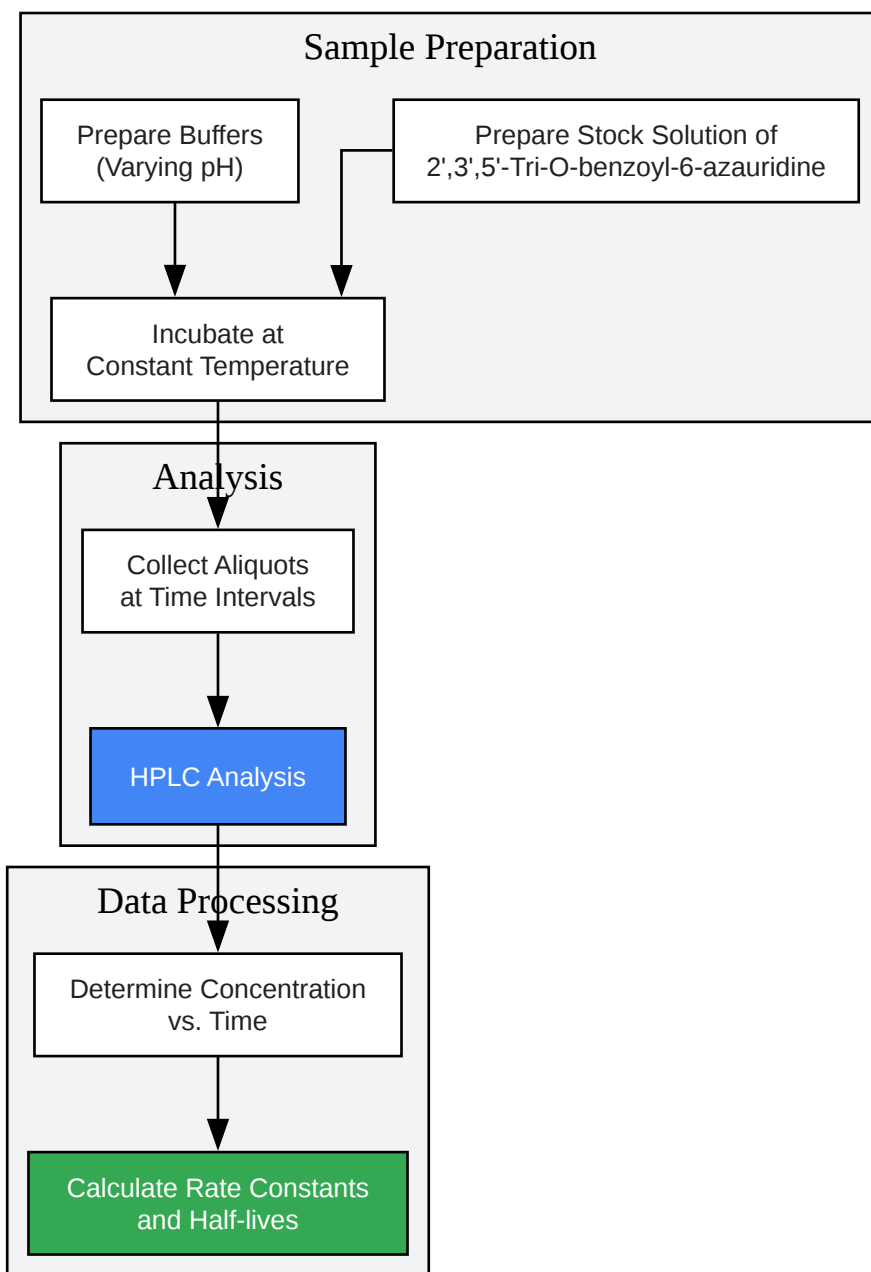 Sample Preparation
Prepare Buffers
(Varying pH)
Prepare Stock Solution of
2',3',5'-Tri-O-benzoyl-6-azauridine
Incubate at
Constant Temperature
Analysis
Collect Aliquots
at Time Intervals
HPLC Analysis
Data Processing
Determine Concentration
vs. Time
Calculate Rate Constants
and Half-lives